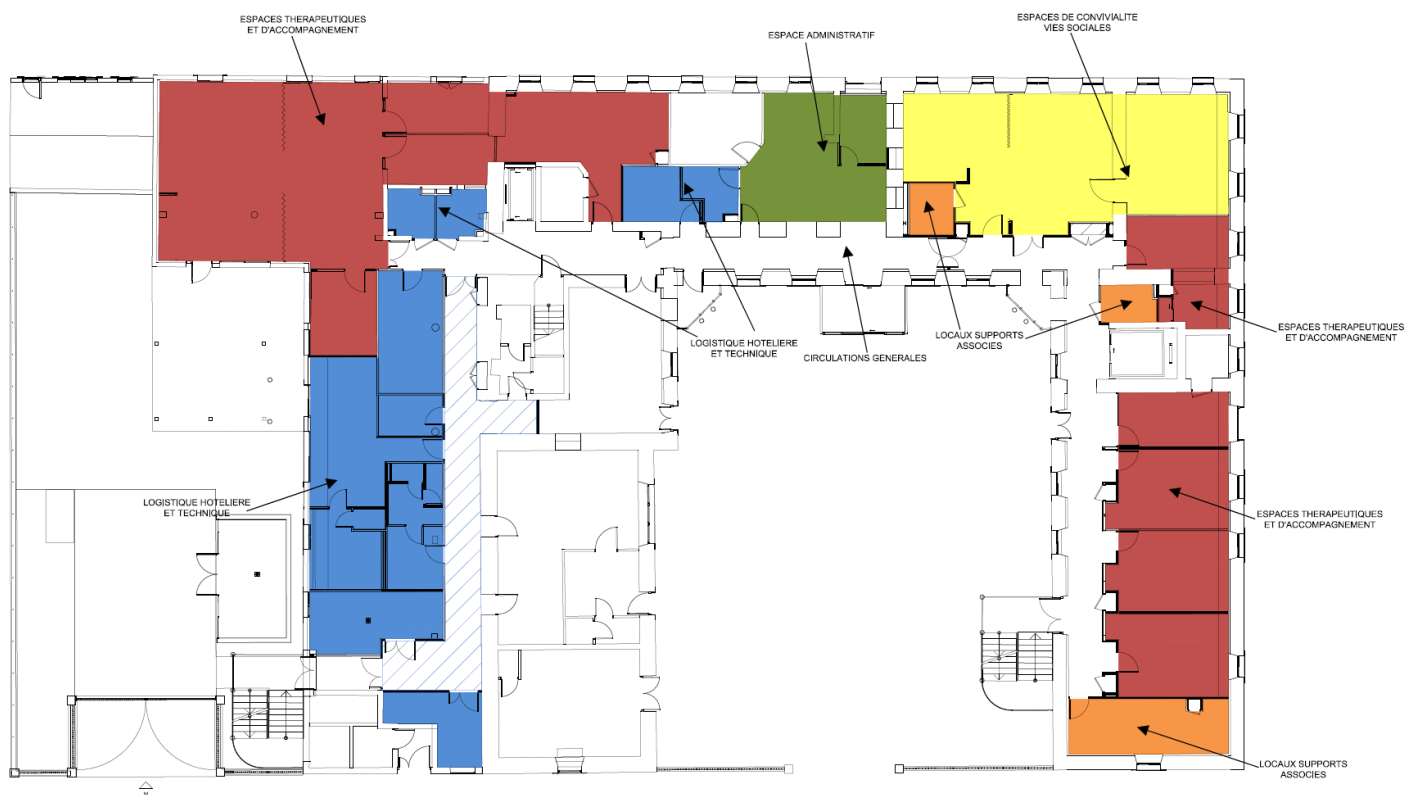 ESPACES THERAPEUTIQUES
ET D'ACCOMPAGNEMENT
ESPACE ADMINISTRATIF
ESPACES DE CONVIVIALITE
VIES SOCIALES
LOGISTIQUE HOTELIERE
ET TECHNIQUE
CIRCULATIONS GENERALES
LOCAUX SUPPORTS
ASSOCIES
ESPACES THERAPEUTIQUES
ET D'ACCOMPAGNEMENT
LOGISTIQUE HOTELIERE
ET TECHNIQUE
ESPACES THERAPEUTIQUES
ET D'ACCOMPAGNEMENT
LOCAUX SUPPORTS
ASSOCIES